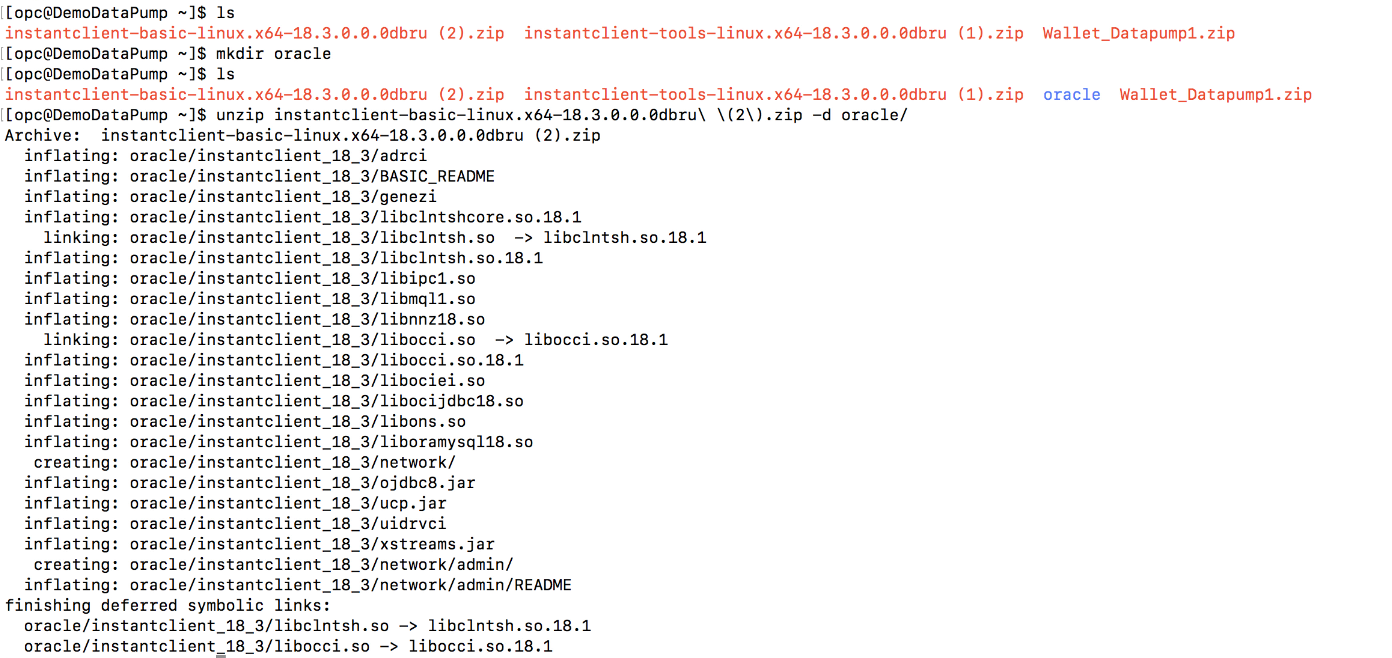 [opc@DemoDataPump ~]$ ls
instantclient-basic-linux.x64-18.3.0.0.0dbru (2).zip  instantclient-tools-linux.x64-18.3.0.0.0dbru (1).zip  Wallet_Datapump1.zip
[opc@DemoDataPump ~]$ mkdir oracle
[opc@DemoDataPump ~]$ ls
instantclient-basic-linux.x64-18.3.0.0.0dbru (2).zip  instantclient-tools-linux.x64-18.3.0.0.0dbru (1).zip  oracle  Wallet_Datapump1.zip
[opc@DemoDataPump ~]$ unzip instantclient-basic-linux.x64-18.3.0.0.0dbru\ \(2\).zip -d oracle/
Archive:  instantclient-basic-linux.x64-18.3.0.0.0dbru (2).zip
  inflating: oracle/instantclient_18_3/adrci
  inflating: oracle/instantclient_18_3/BASIC_README
  inflating: oracle/instantclient_18_3/genezi
  inflating: oracle/instantclient_18_3/libclntshcore.so.18.1
    linking: oracle/instantclient_18_3/libclntsh.so  -> libclntsh.so.18.1
  inflating: oracle/instantclient_18_3/libclntsh.so.18.1
  inflating: oracle/instantclient_18_3/libipc1.so
  inflating: oracle/instantclient_18_3/libmql1.so
  inflating: oracle/instantclient_18_3/libnnz18.so
    linking: oracle/instantclient_18_3/libocci.so  -> libocci.so.18.1
  inflating: oracle/instantclient_18_3/libocci.so.18.1
  inflating: oracle/instantclient_18_3/libociei.so
  inflating: oracle/instantclient_18_3/libocijdbc18.so
  inflating: oracle/instantclient_18_3/libons.so
  inflating: oracle/instantclient_18_3/liboramysql18.so
   creating: oracle/instantclient_18_3/network/
  inflating: oracle/instantclient_18_3/ojdbc8.jar
  inflating: oracle/instantclient_18_3/ucp.jar
  inflating: oracle/instantclient_18_3/uidrvci
  inflating: oracle/instantclient_18_3/xstreams.jar
   creating: oracle/instantclient_18_3/network/admin/
  inflating: oracle/instantclient_18_3/network/admin/README
finishing deferred symbolic links:
  oracle/instantclient_18_3/libclntsh.so -> libclntsh.so.18.1
  oracle/instantclient_18_3/libocci.so -> libocci.so.18.1